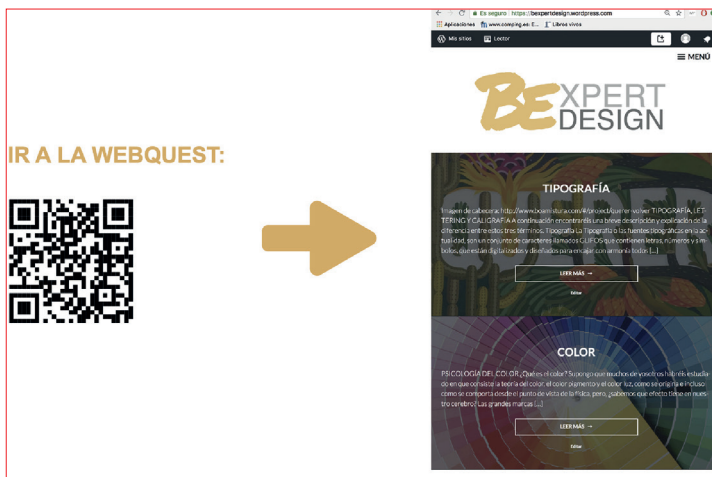 Es seguro https://bexpertdesign.wordpress.com
Aplicaciones www.comping.es: E... Libros vivos
Mis sitios Lector
MENÚ
BEXPERT
DESIGN
IR A LA WEBQUEST:
TIPOGRAFÍA
Imagen de cabecera: http://www.boamistura.com/#/project/querer-volver TIPOGRAFÍA, LET-
TERING Y CALIGRAFÍA A continuación encontraréis una breve descripción y explicación de la
diferencia entre estos tres términos. Tipografía La Tipografía o las fuentes tipográficas en la ac-
tualidad, son un conjunto de caracteres llamados GLIFOS que contienen letras, números y sím-
bolos, que están digitalizados y diseñados para encajar con armonía todos [...]
LEER MÁS →
Editar
COLOR
PSICOLOGÍA DEL COLOR ¿Qué es el color? Supongo que muchos de vosotros habréis estudia-
do en que consiste la teoría del color, el color pigmento y el color luz, como se origina e incluso
como se comporta desde el punto de vista de la física, pero, ¿sabemos que efecto tiene en nues-
tro cerebro? Las grandes marcas [...]
LEER MÁS →
Editar